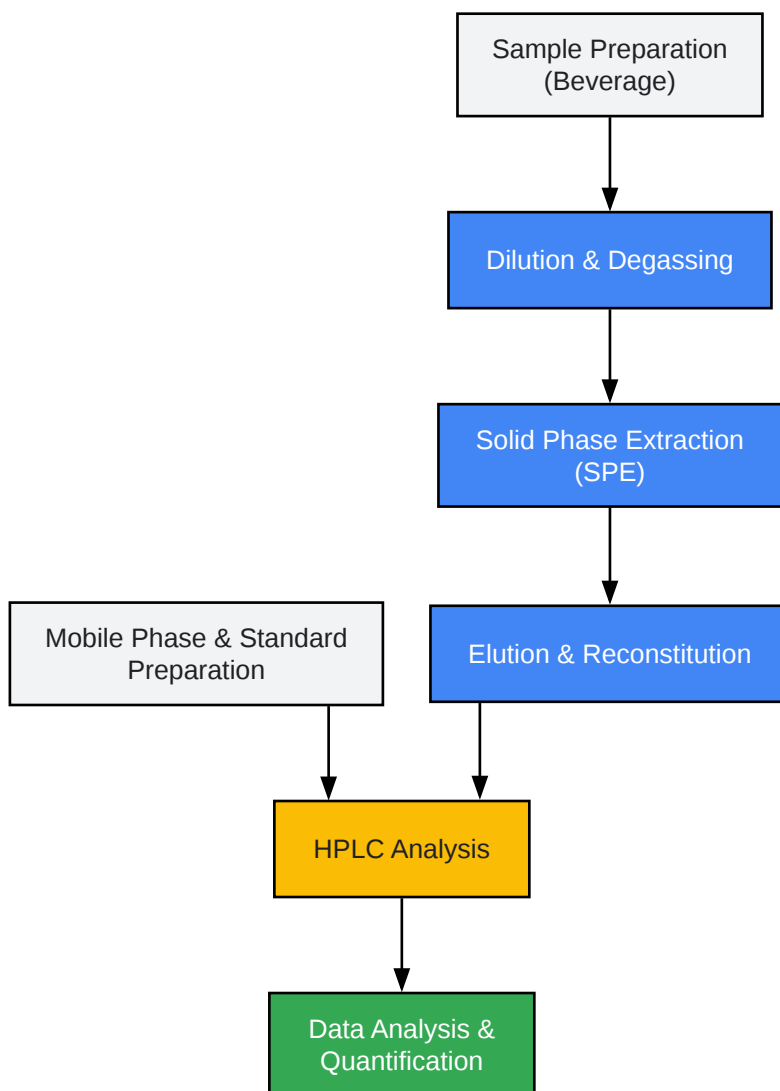 Sample Preparation
(Beverage)
Dilution & Degassing
Solid Phase Extraction
(SPE)
Mobile Phase & Standard
Preparation
Elution & Reconstitution
HPLC Analysis
Data Analysis &
Quantification